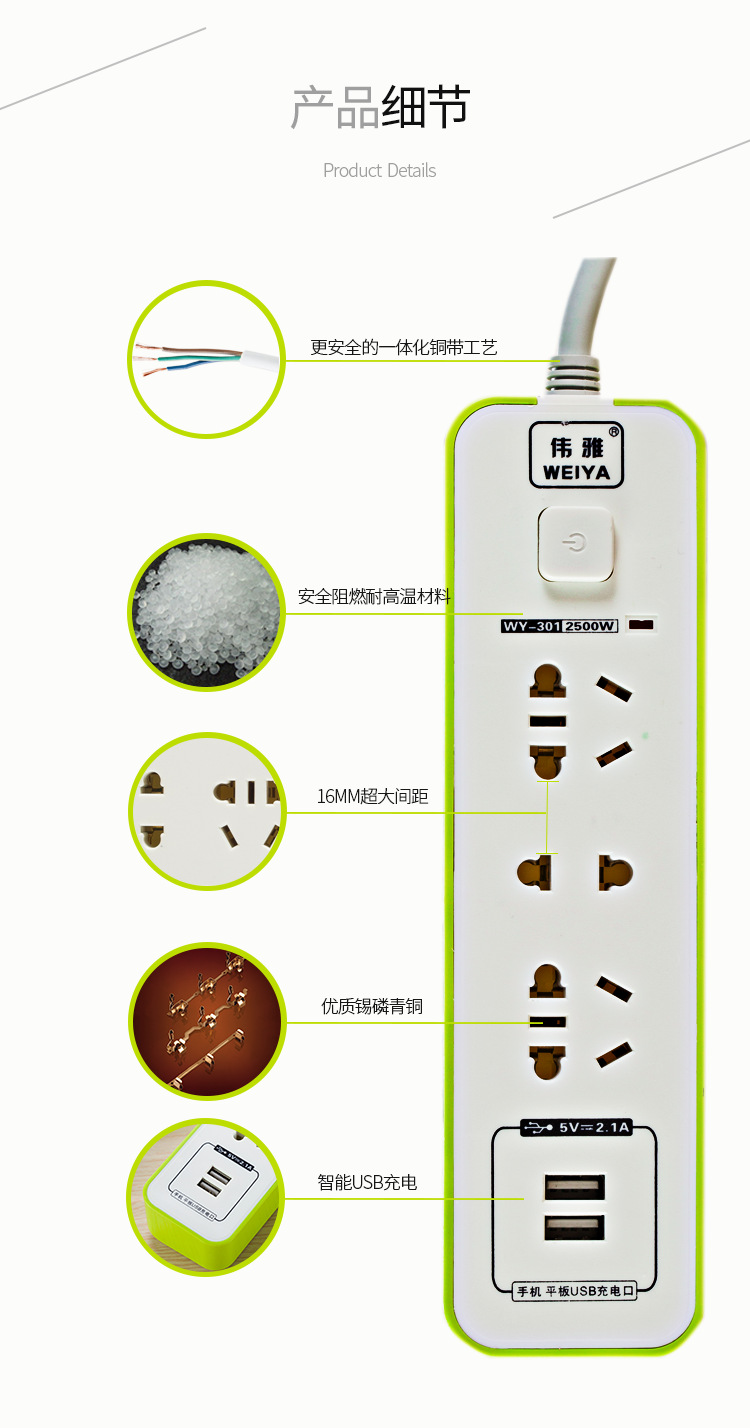 产品细节
Product Details
更安全的一体化铜带工艺
伟雅®
WEIYA
安全阻燃耐高温材料
WY-301 2500W
16MM超大间距
优质锡磷青铜
5V⎓2.1A
5V⎓2.1A
智能USB充电
手机 平板USB充电口
手机 平板USB充电口